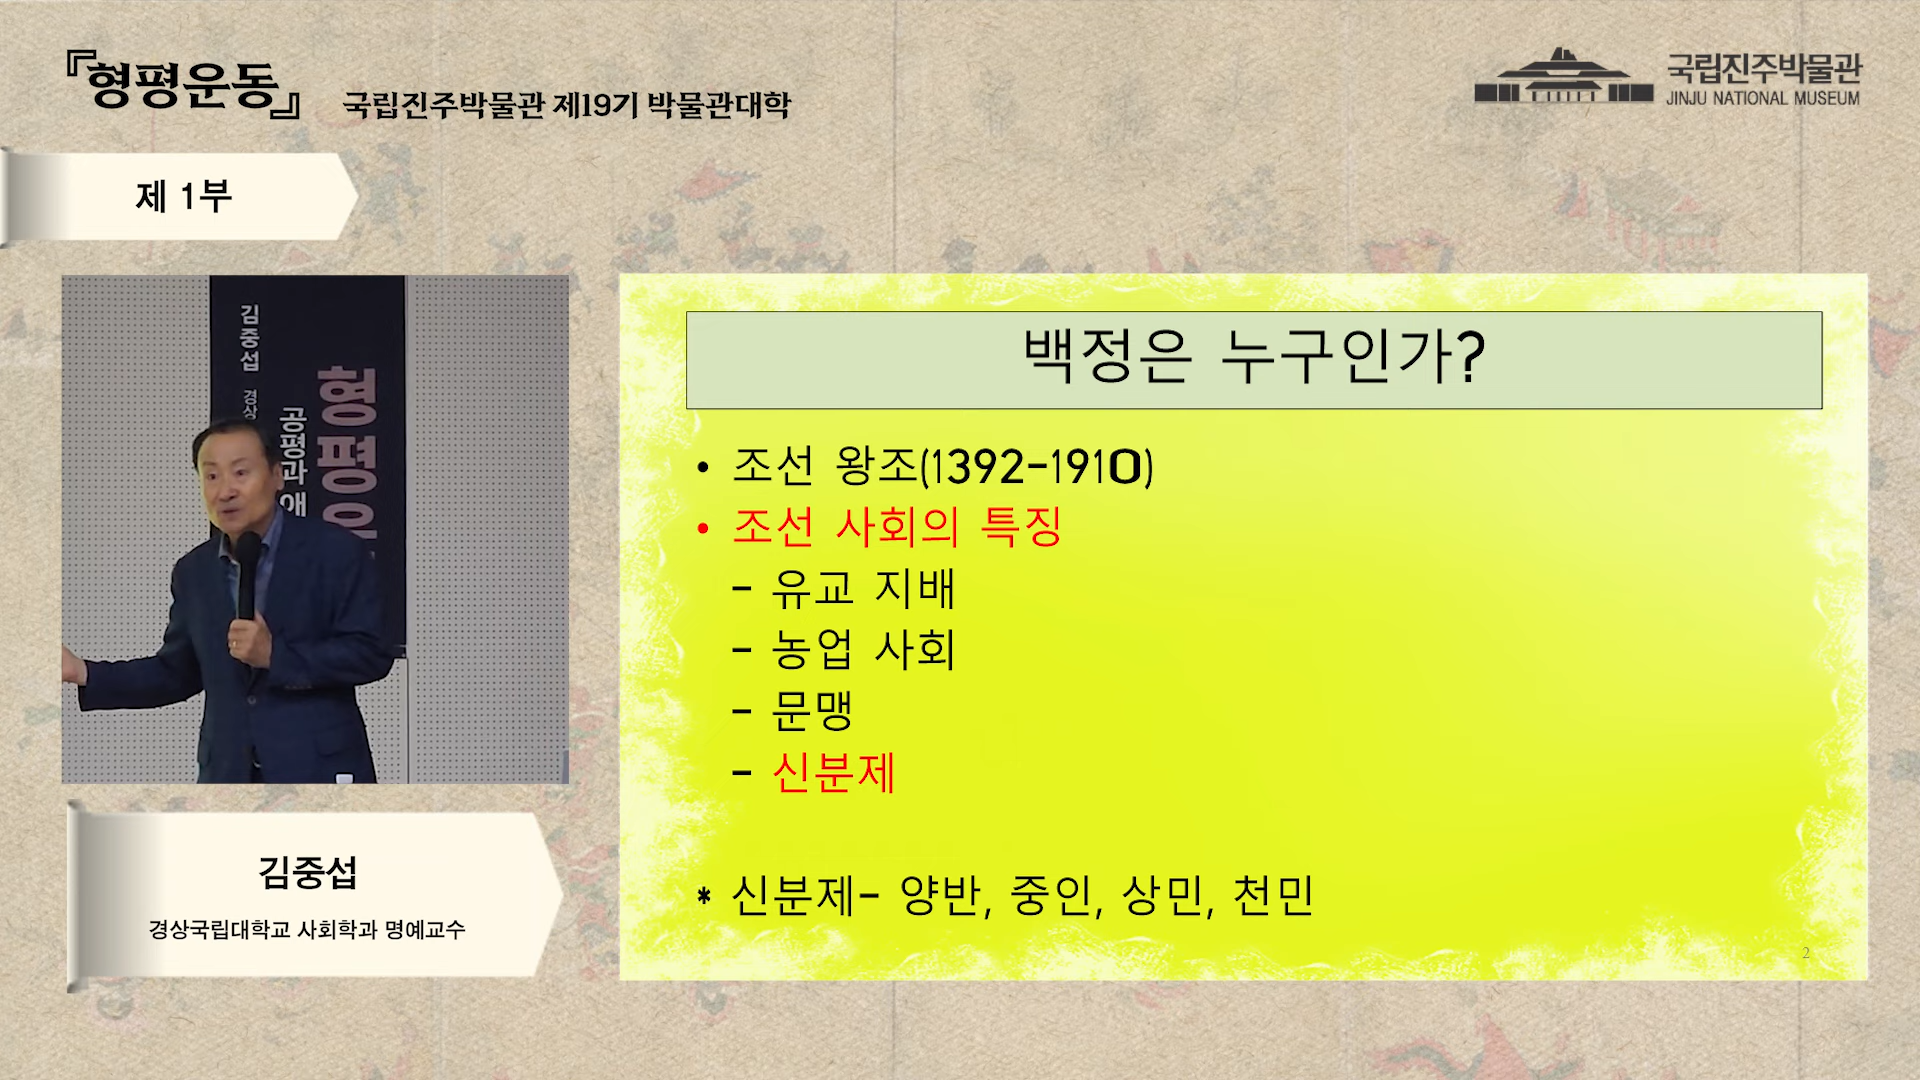 『형평운동』
국립진주박물관 제19기 박물관대학
국립진주박물관
JINJU NATIONAL MUSEUM
제 1부
김중섭
경상
형평운
공평과 애
백정은 누구인가?
• 조선 왕조(1392-1910)
• 조선 사회의 특징
- 유교 지배
- 농업 사회
- 문맹
- 신분제
* 신분제- 양반, 중인, 상민, 천민
2
김중섭
경상국립대학교 사회학과 명예교수